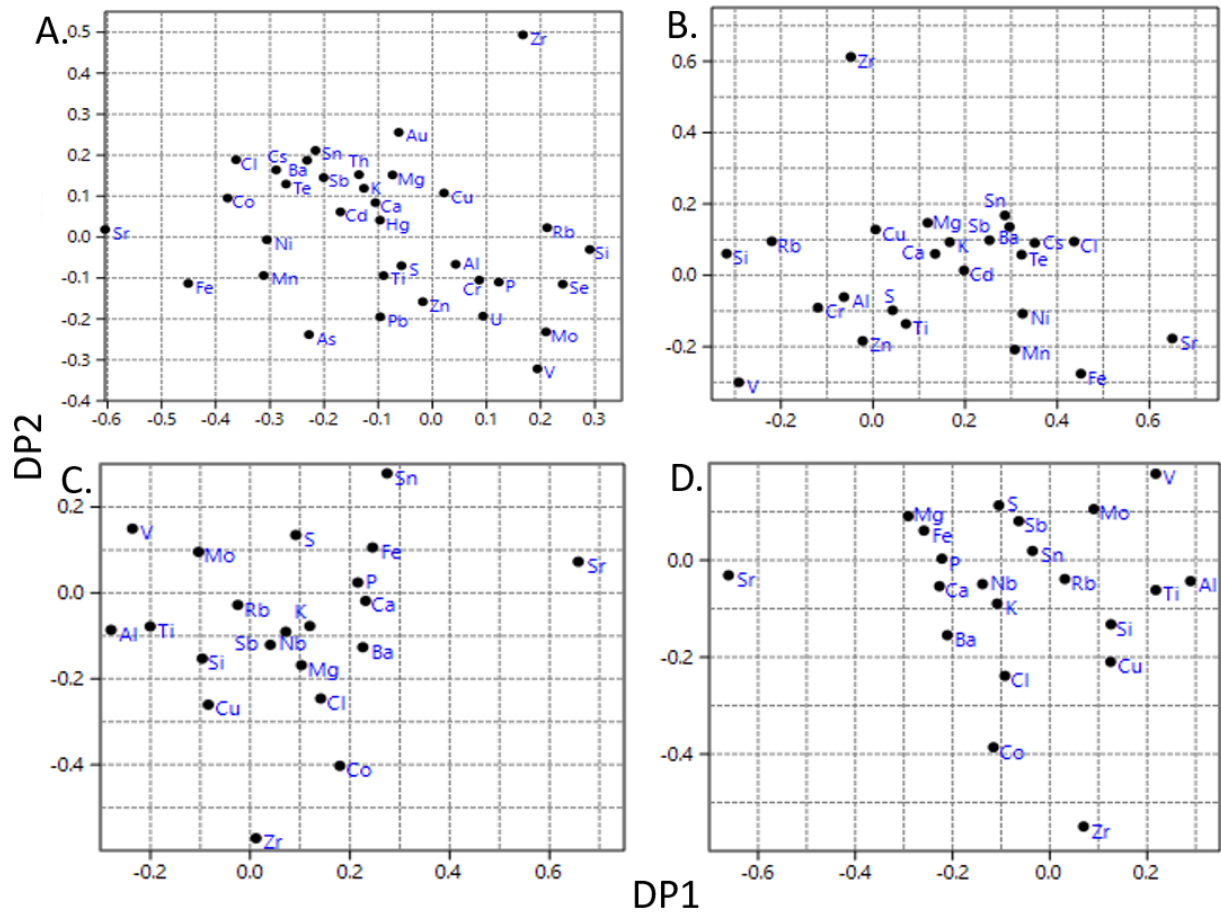 A.
0.5
0.4
0.3
0.2
0.1
0.0
-0.1
-0.2
-0.3
-0.4
Zr
Au
Cl
Cs
Ba
Sn
Th
Te
Sb
K
Mg
Co
Cd
Ca
Cu
Hg
Sr
Ni
Rb
Si
Fe
Mn
Ti
S
Al
Cr
P
Se
Zn
Pb
U
As
Mo
V
-0.6 -0.5 -0.4 -0.3 -0.2 -0.1 0.0 0.1 0.2 0.3
B.
0.6
0.4
0.2
0.0
-0.2
Zr
Sn
Sb
Mg
Cu
Rb
Si
K
Ca
Ba
Cs
Cl
Te
Cd
Al
Cr
S
Ti
Zn
Ni
Mn
Sr
Fe
V
-0.2 0.0 0.2 0.4 0.6
DP2
C.
0.2
0.0
-0.2
-0.4
Sn
V
Mo
S
Fe
Sr
P
Ca
Rb
K
Al
Ti
Sb
Nb
Ba
Si
Mg
Cu
Cl
Co
Zr
-0.2 0.0 0.2 0.4 0.6
D.
0.0
-0.2
-0.4
V
Mg
S
Mo
Fe
Sb
P
Sn
Sr
Ca
Nb
Rb
Ti
Al
K
Si
Ba
Cu
Cl
Co
Zr
-0.6 -0.4 -0.2 0.0 0.2
DP1